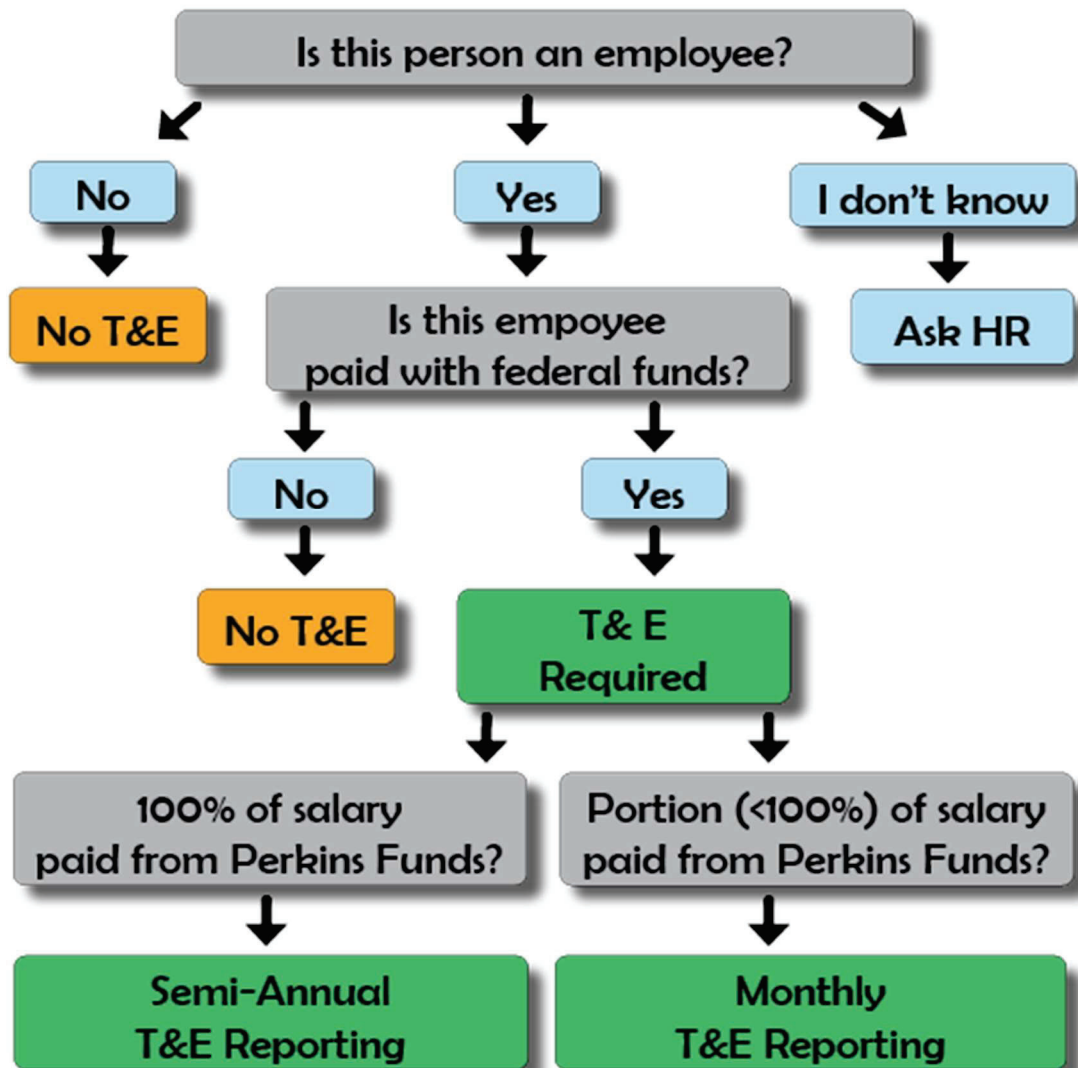 Is this person an employee?
No
Yes
I don't know
No T&E
Is this empoyee
paid with federal funds?
Ask HR
No
Yes
No T&E
T& E
Required
100% of salary
paid from Perkins Funds?
Portion (<100%) of salary
paid from Perkins Funds?
Semi-Annual
T&E Reporting
Monthly
T&E Reporting